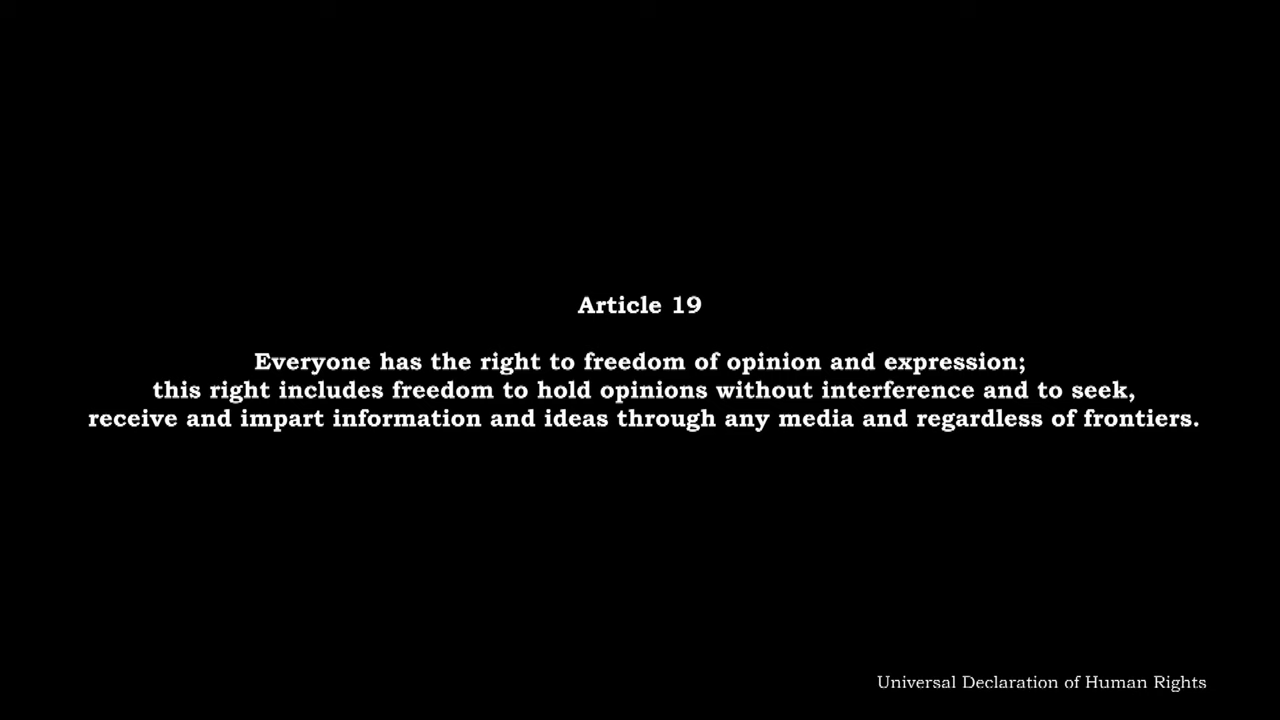 Article 19
Everyone has the right to freedom of opinion and expression;
this right includes freedom to hold opinions without interference and to seek,
receive and impart information and ideas through any media and regardless of frontiers.
Universal Declaration of Human Rights